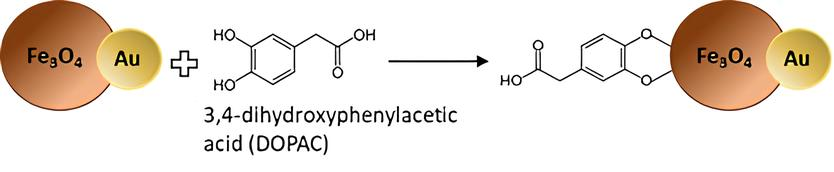 Fe₃O₄
Au
HO
HO
OH
O
3,4-dihydroxyphenylacetic
acid (DOPAC)
O
HO
O
O
Fe₃O₄
Au